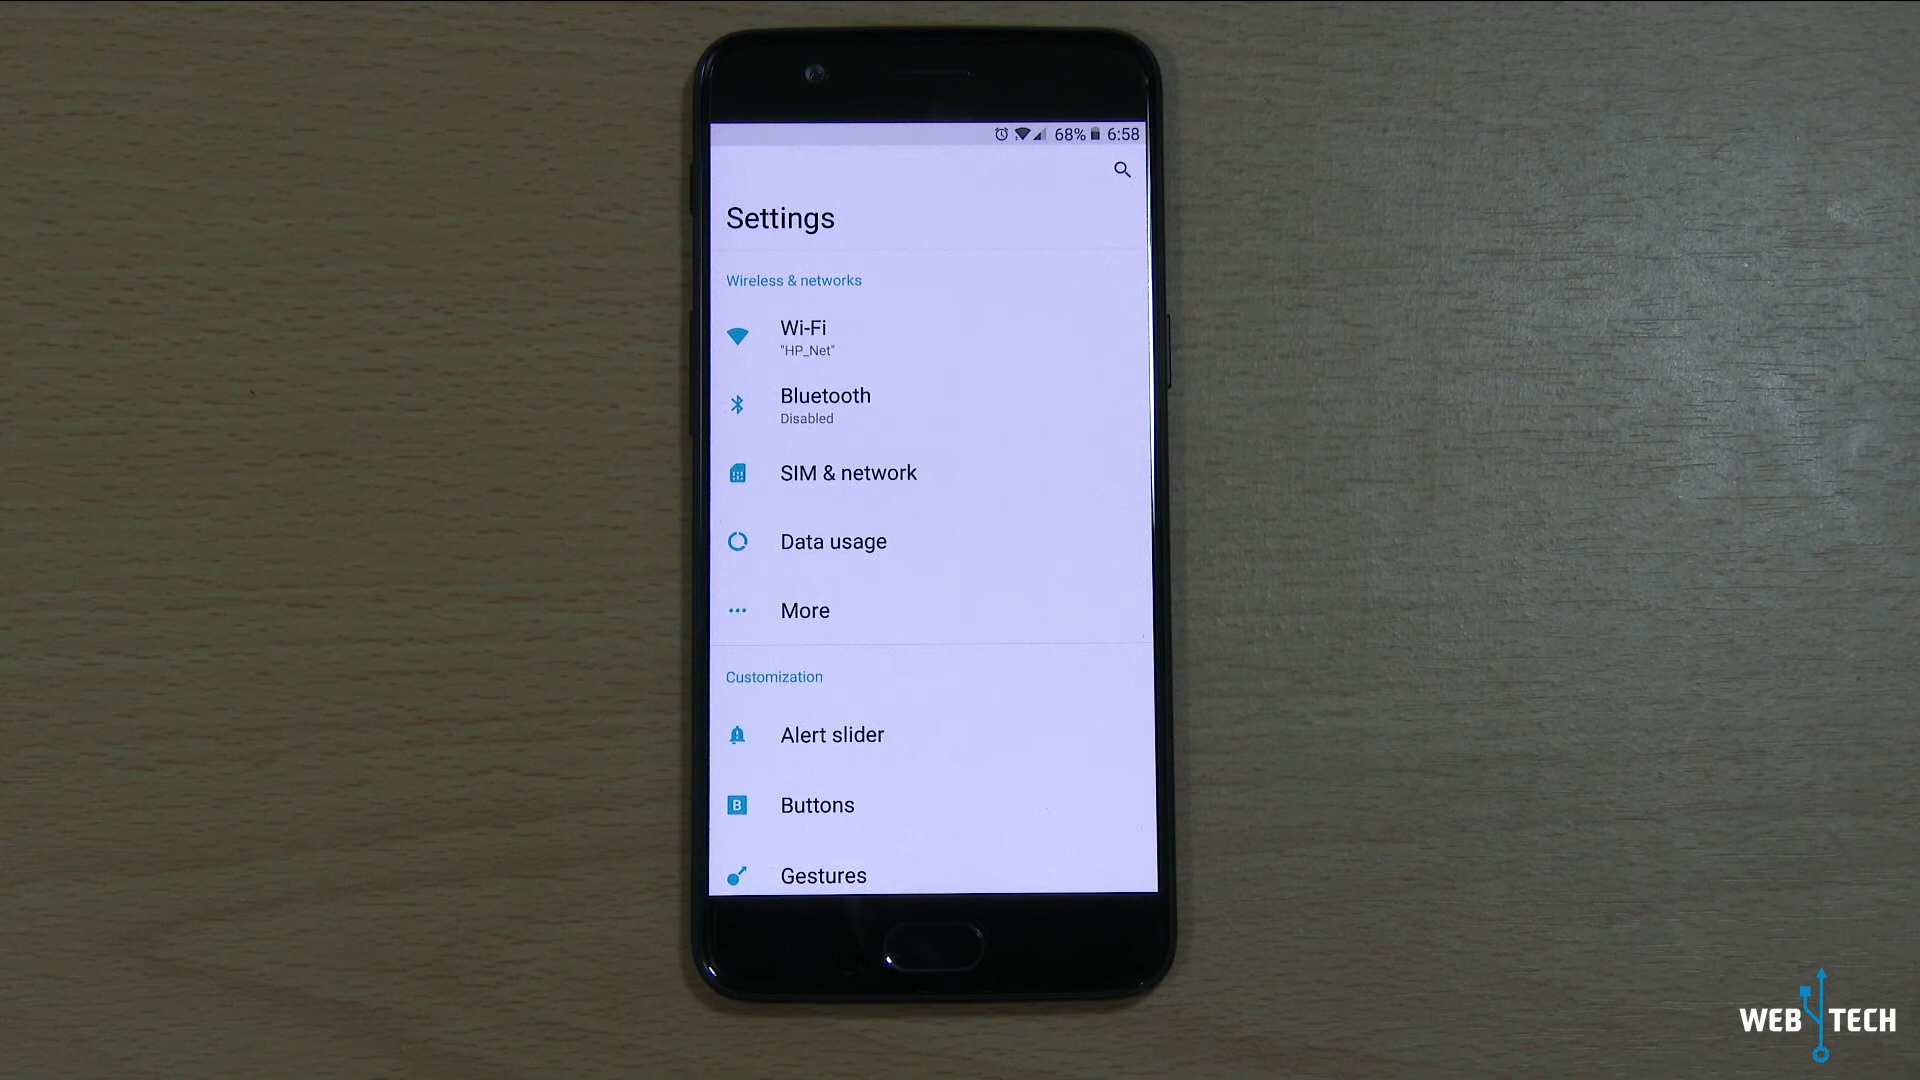 68% 6:58
Settings
Wireless & networks
Wi-Fi
"HP_Net"
Bluetooth
Disabled
SIM & network
Data usage
More
Customization
Alert slider
B
Buttons
Gestures
WEB TECH